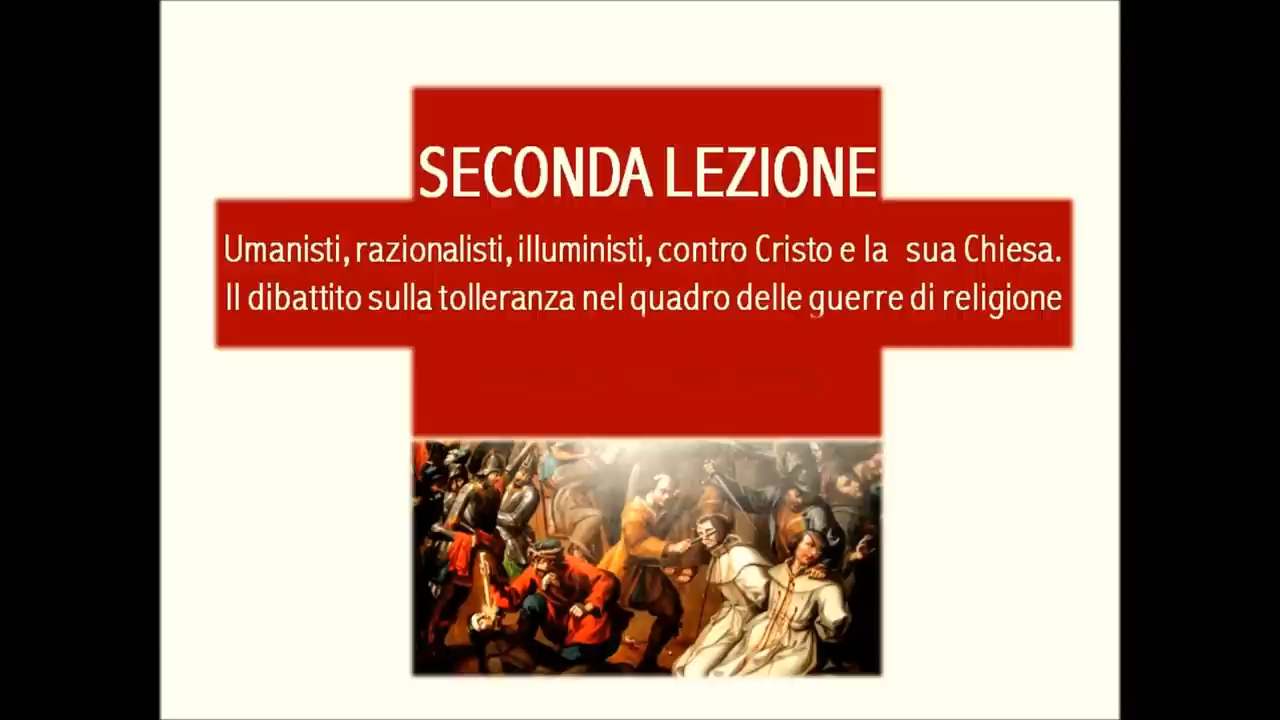 SECONDA LEZIONE
Umanisti, razionalisti, illuministi, contro Cristo e la sua Chiesa.
Il dibattito sulla tolleranza nel quadro delle guerre di religione